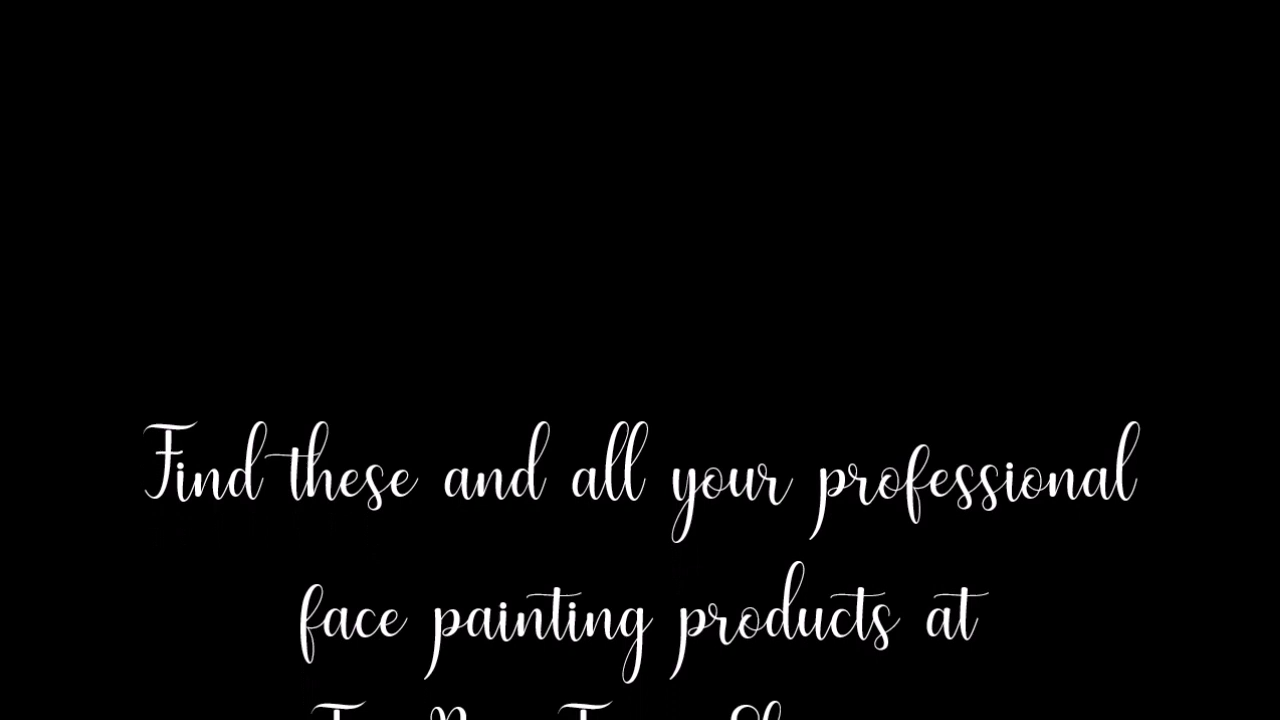 Find these and all your professional
face painting products at